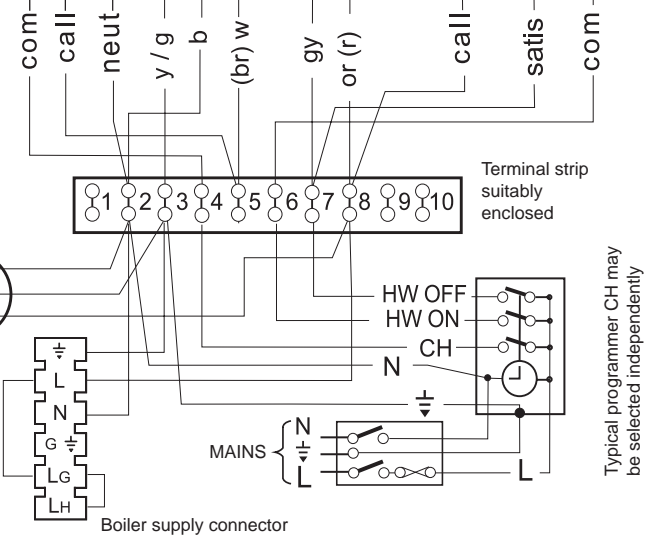 com
call
neut
y / g
b
(br) w
gy
or (r)
call
satis
com
Terminal strip
suitably
enclosed
1 2 3 4 5 6 7 8 9 10
HW OFF
HW ON
CH
N
MAINS
N
L
L
L
N
G
LG
LH
Boiler supply connector
Typical programmer CH may
be selected independently